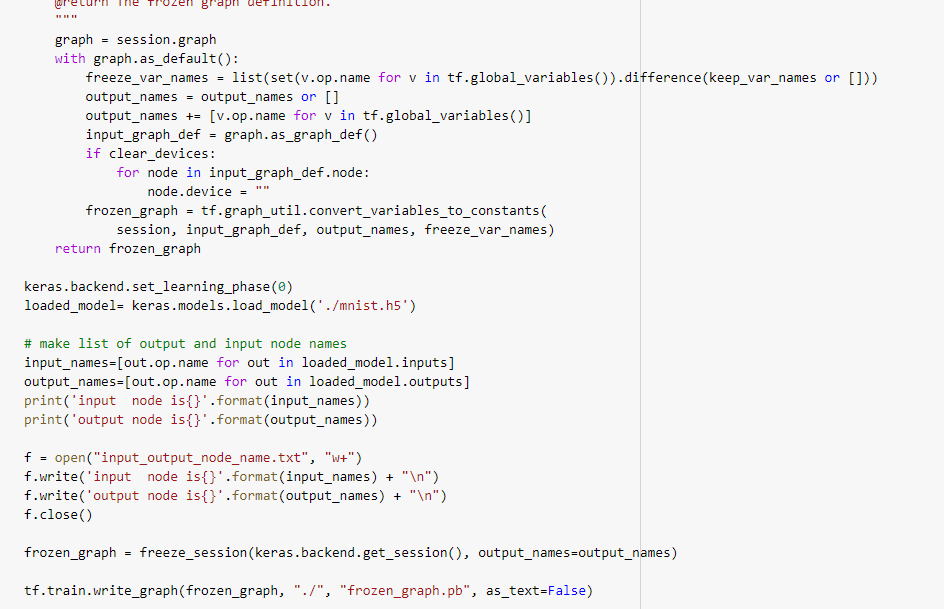 @return The frozen graph definition.
"""
graph = session.graph
with graph.as_default():
freeze_var_names = list(set(v.op.name for v in tf.global_variables()).difference(keep_var_names or []))
output_names = output_names or []
output_names += [v.op.name for v in tf.global_variables()]
input_graph_def = graph.as_graph_def()
if clear_devices:
for node in input_graph_def.node:
node.device = ""
frozen_graph = tf.graph_util.convert_variables_to_constants(
session, input_graph_def, output_names, freeze_var_names)
return frozen_graph
keras.backend.set_learning_phase(0)
loaded_model= keras.models.load_model('./mnist.h5')
# make list of output and input node names
input_names=[out.op.name for out in loaded_model.inputs]
output_names=[out.op.name for out in loaded_model.outputs]
print('input  node is{}'.format(input_names))
print('output node is{}'.format(output_names))
f = open("input_output_node_name.txt", "w+")
f.write('input  node is{}'.format(input_names) + "\n")
f.write('output node is{}'.format(output_names) + "\n")
f.close()
frozen_graph = freeze_session(keras.backend.get_session(), output_names=output_names)
tf.train.write_graph(frozen_graph, "./", "frozen_graph.pb", as_text=False)